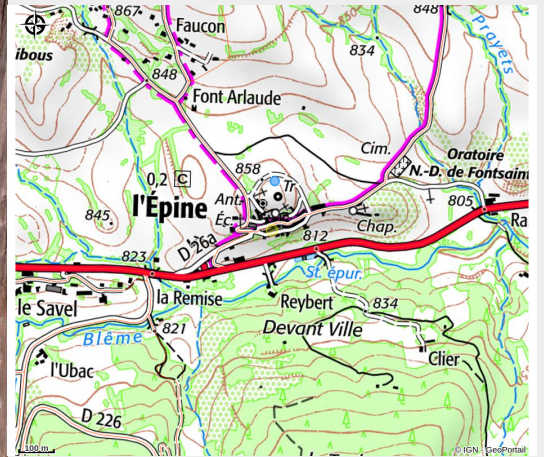 867
Faucon
848
Prayets
ibous
848
834
Font Arlaude
858
Cim.
Oratoire
N.-D. de Fontsaint
0,2 C
Ant.
Tr
l'Épine
Éc.
Chap.
805
845
D 26a
812
Ra
823
St. épur.
la Remise
Reybert
834
le Savel
821
Devant Ville
Blême
Clier
l'Ubac
D 226
100 m
© IGN - GeoPortail